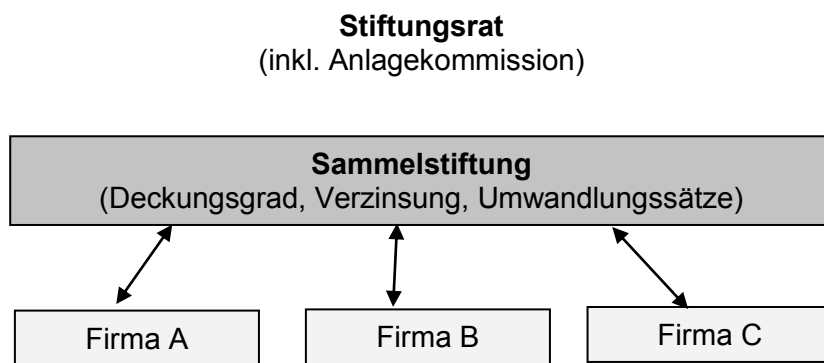 Stiftungsrat
(inkl. Anlagekommission)
Sammelstiftung
(Deckungsgrad, Verzinsung, Umwandlungssätze)
Firma A
Firma B
Firma C